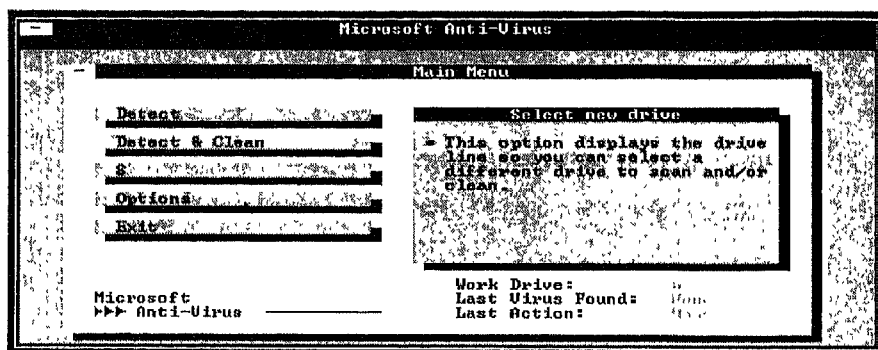 Microsoft Anti-Virus
Main Menu
Detect
Detect & Clean
S
Options
Exit
Select new drive
- This option displays the drive
line so you can select a
different drive to scan and/or
clean.
Work Drive:
Last Virus Found:
Last Action:
Microsoft
►►► Anti-Virus